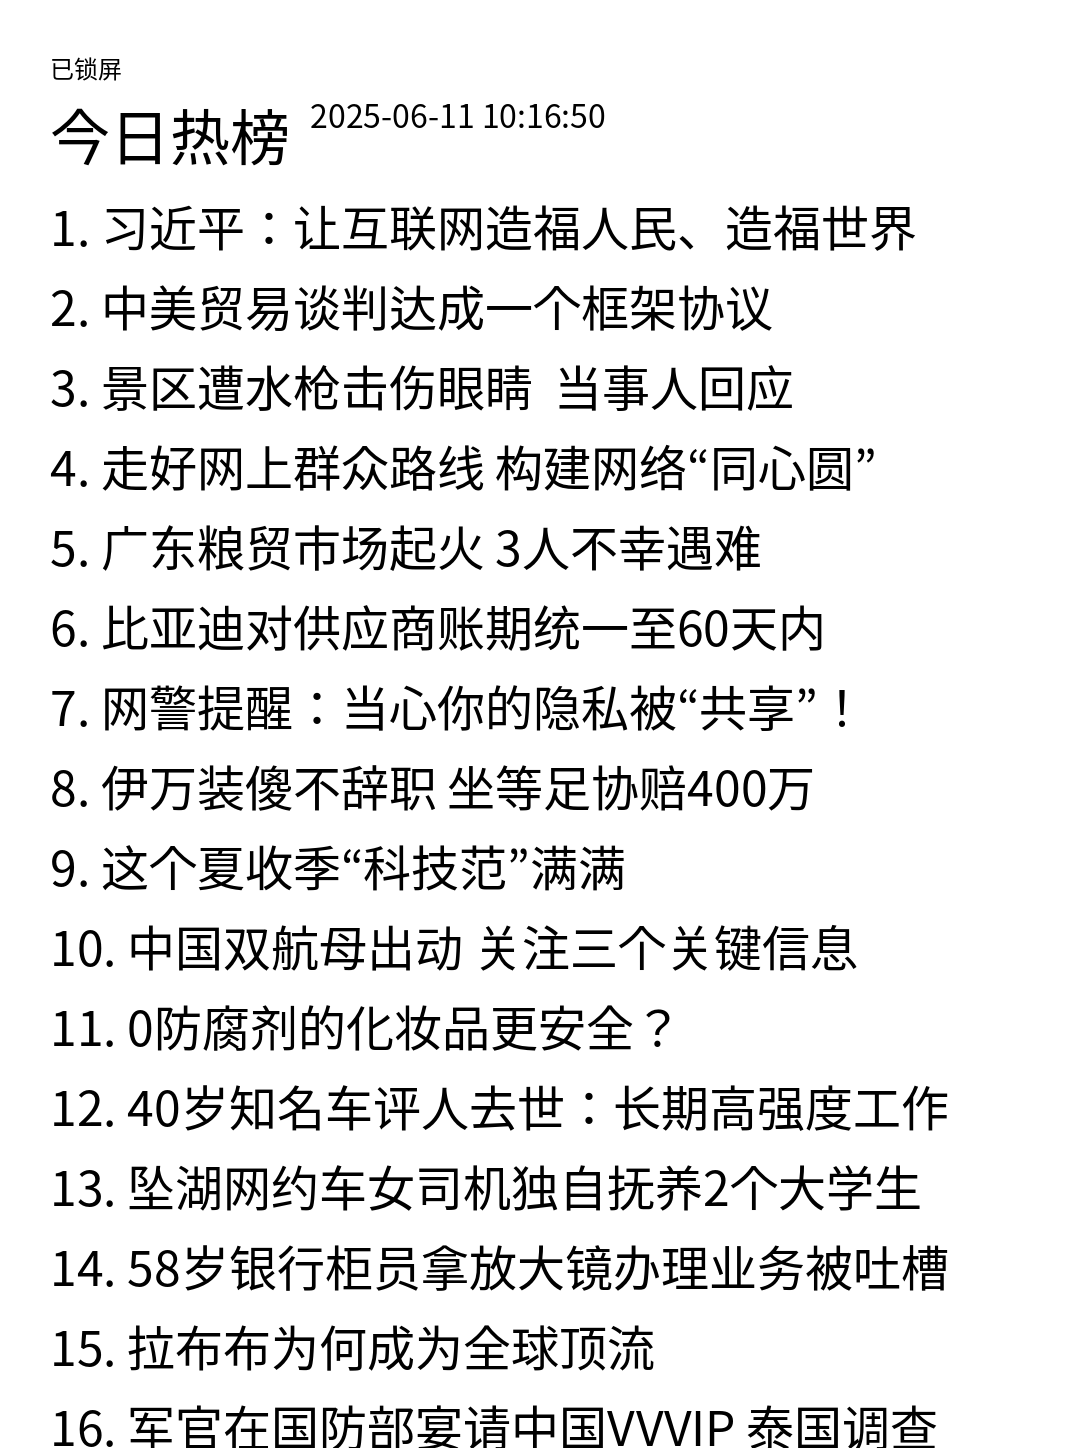 已锁屏
今日热榜 2025-06-11 10:16:50
1. 习近平：让互联网造福人民、造福世界
2. 中美贸易谈判达成一个框架协议
3. 景区遭水枪击伤眼睛 当事人回应
4. 走好网上群众路线 构建网络“同心圆”
5. 广东粮贸市场起火 3人不幸遇难
6. 比亚迪对供应商账期统一至60天内
7. 网警提醒：当心你的隐私被“共享”！
8. 伊万装傻不辞职 坐等足协赔400万
9. 这个夏收季“科技范”满满
10. 中国双航母出动 关注三个关键信息
11. 0防腐剂的化妆品更安全？
12. 40岁知名车评人去世：长期高强度工作
13. 坠湖网约车女司机独自抚养2个大学生
14. 58岁银行柜员拿放大镜办理业务被吐槽
15. 拉布布为何成为全球顶流
16. 军官在国防部宴请中国VVVIP 泰国调查